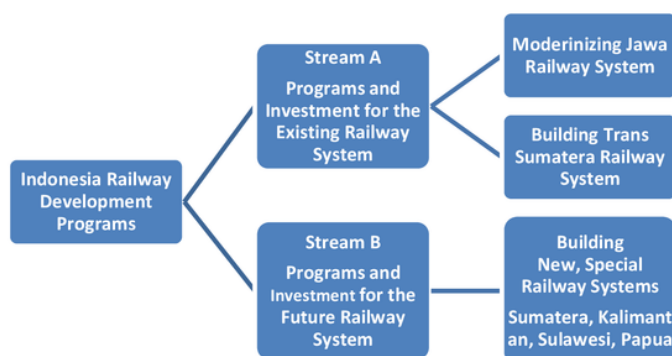 Indonesia Railway
Development
Programs
Stream A
Programs and
Investment for the
Existing Railway
System
Moderinizing Jawa
Railway System
Building Trans
Sumatera Railway
System
Stream B
Programs and
Investment for the
Future Railway
System
Building
New, Special
Railway Systems
Sumatera, Kalimant
an, Sulawesi, Papua